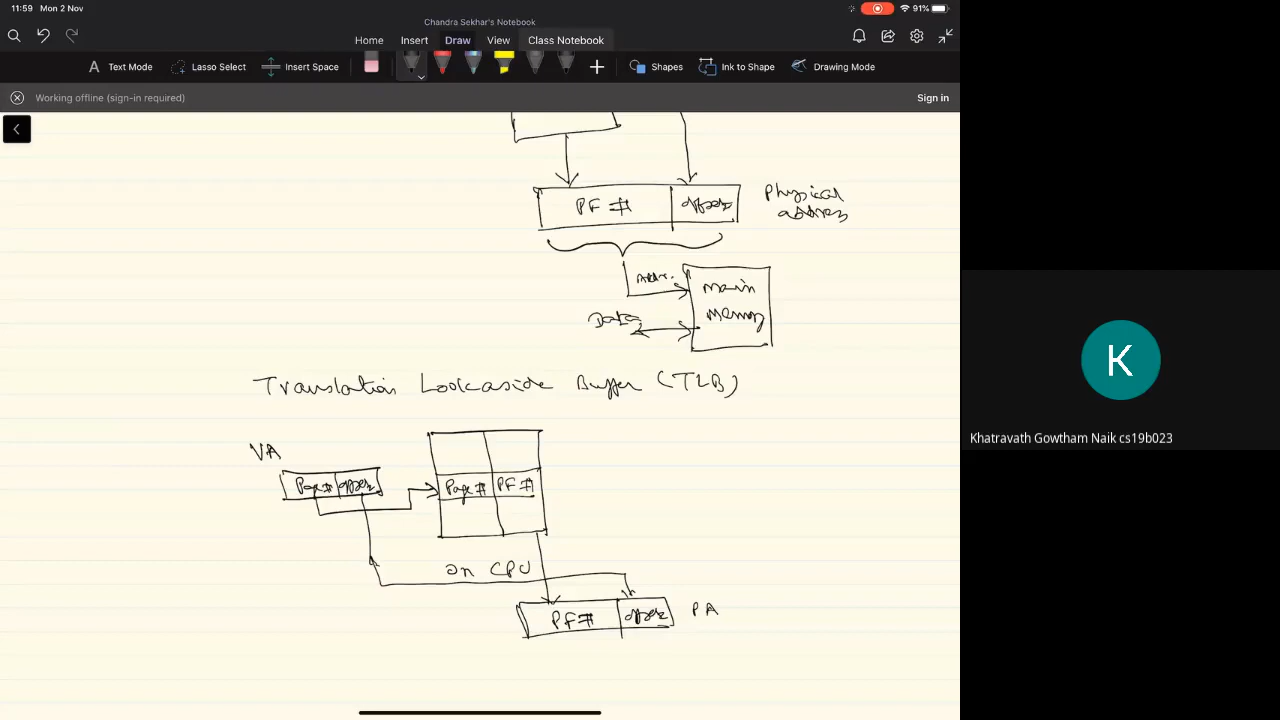 11:59 Mon 2 Nov
91%
Chandra Sekhar's Notebook
Home Insert Draw View Class Notebook
Text Mode Lasso Select Insert Space Shapes Ink to Shape Drawing Mode
Working offline (sign-in required) Sign in
PF # offset Physical address
Addr.
Main memory
Data
Translation Lookaside Buffer (TLB)
VA
Page # offset Page # PF #
on CPU
PF # offset PA
K
Khatravath Gowtham Naik cs19b023